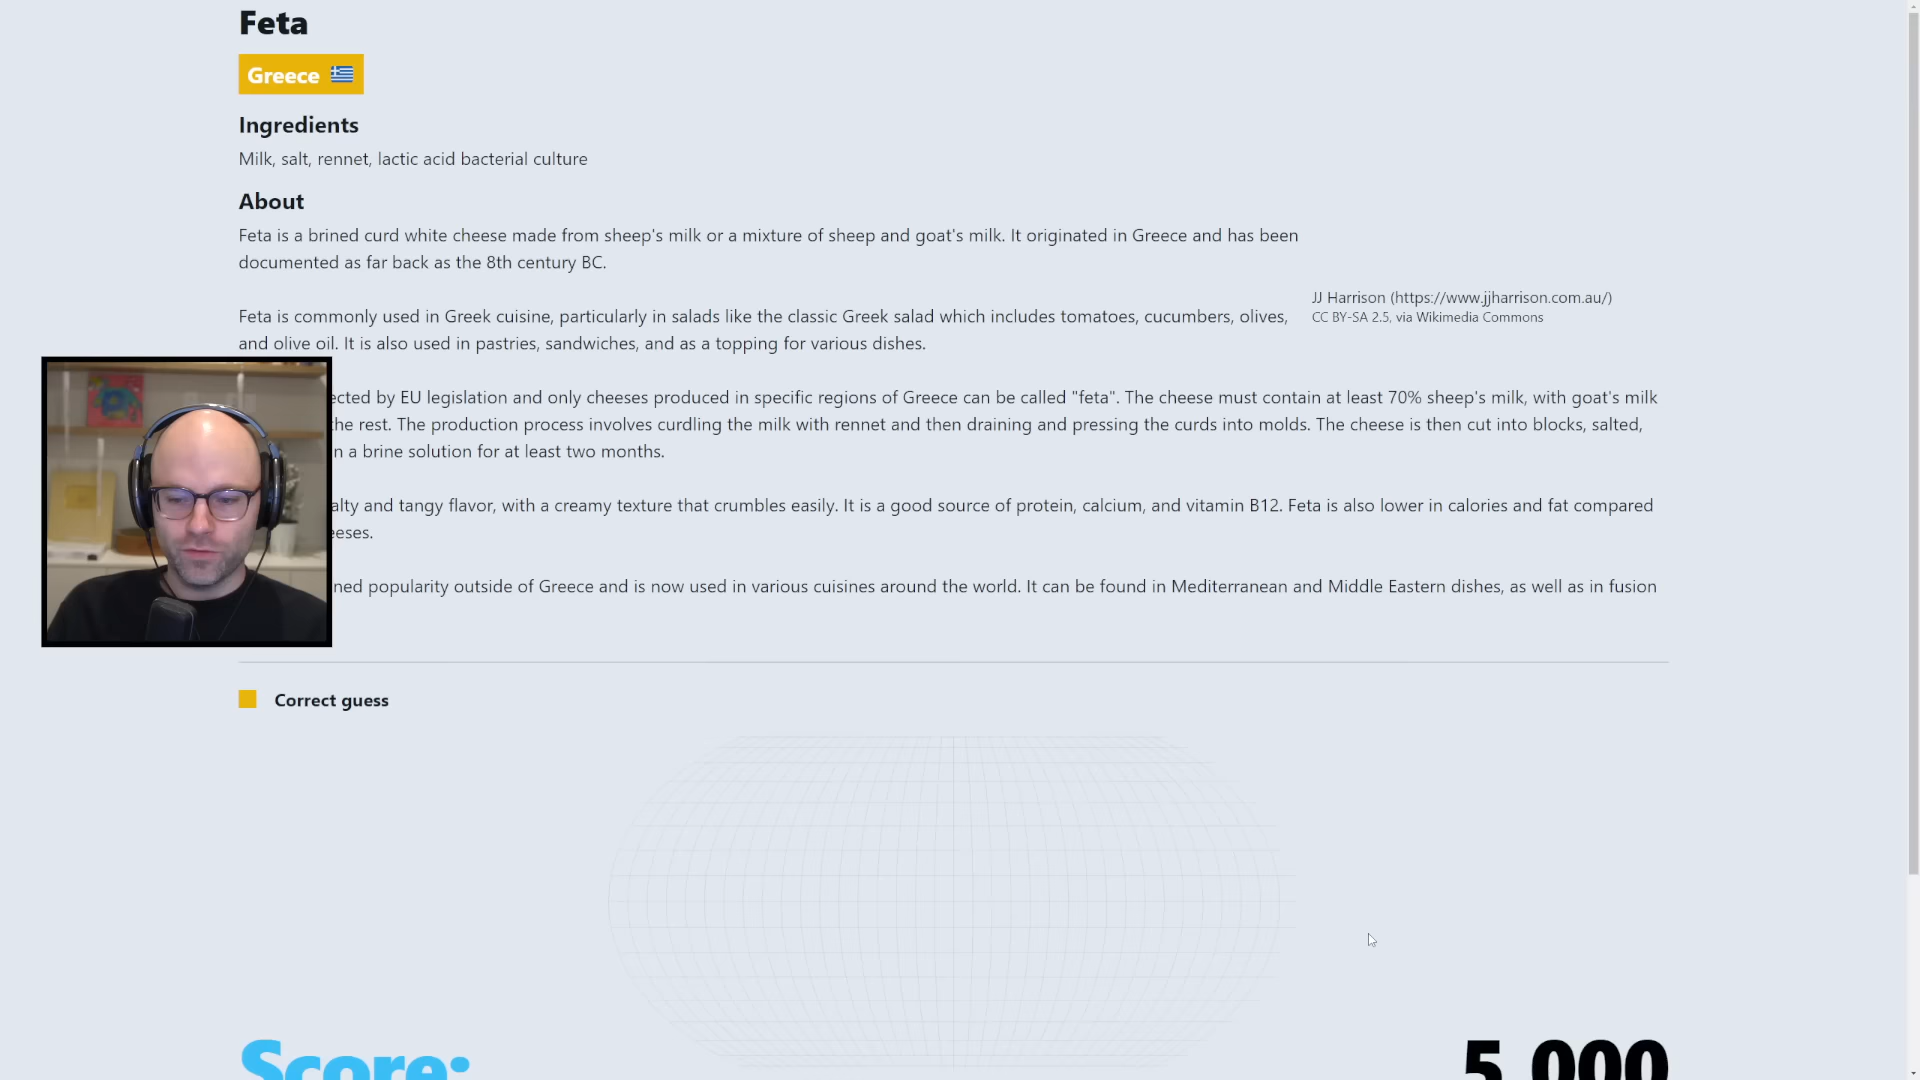 Feta
Greece
Ingredients
Milk, salt, rennet, lactic acid bacterial culture
About
Feta is a brined curd white cheese made from sheep's milk or a mixture of sheep and goat's milk. It originated in Greece and has been
documented as far back as the 8th century BC.
JJ Harrison (https://www.jjharrison.com.au/)
CC BY-SA 2.5, via Wikimedia Commons
Feta is commonly used in Greek cuisine, particularly in salads like the classic Greek salad which includes tomatoes, cucumbers, olives,
and olive oil. It is also used in pastries, sandwiches, and as a topping for various dishes.
by EU legislation and only cheeses produced in specific regions of Greece can be called "feta". The cheese must contain at least 70% sheep's milk, with goat's milk
the rest. The production process involves curdling the milk with rennet and then draining and pressing the curds into molds. The cheese is then cut into blocks, salted,
a brine solution for at least two months.
and tangy flavor, with a creamy texture that crumbles easily. It is a good source of protein, calcium, and vitamin B12. Feta is also lower in calories and fat compared
popularity outside of Greece and is now used in various cuisines around the world. It can be found in Mediterranean and Middle Eastern dishes, as well as in fusion
Correct guess
Score:
5,000